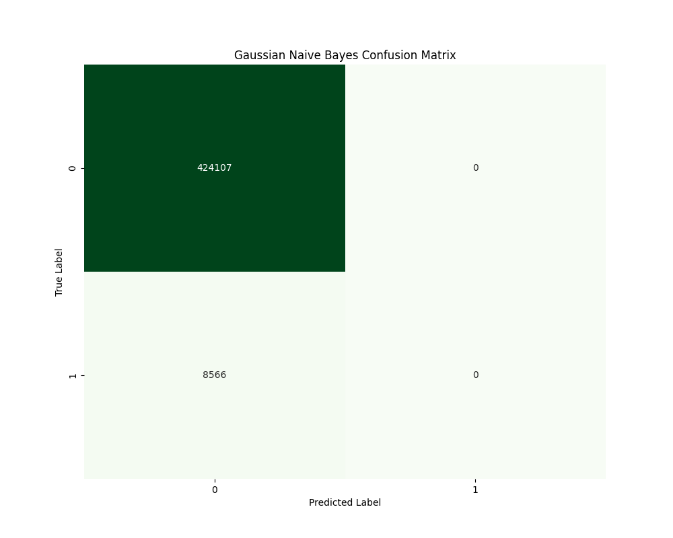 Gaussian Naive Bayes Confusion Matrix
True Label
0
424107
0
1
8566
0
0
1
Predicted Label